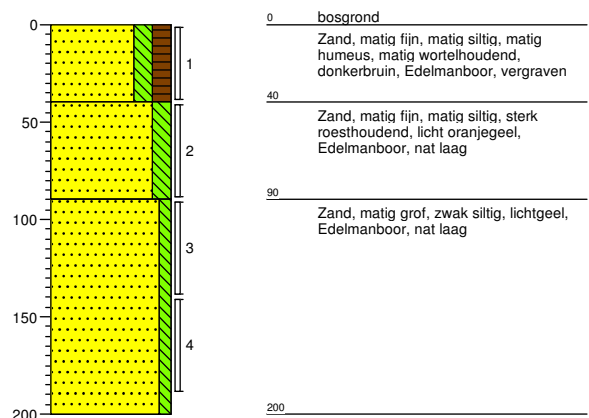 0
50
100
150
200
1
2
3
4
0 bosgrond
Zand, matig fijn, matig siltig, matig
humeus, matig wortelhoudend,
donkerbruin, Edelmanboor, vergraven
40
Zand, matig fijn, matig siltig, sterk
roesthoudend, licht oranjegeel,
Edelmanboor, nat laag
90
Zand, matig grof, zwak siltig, lichtgeel,
Edelmanboor, nat laag
200